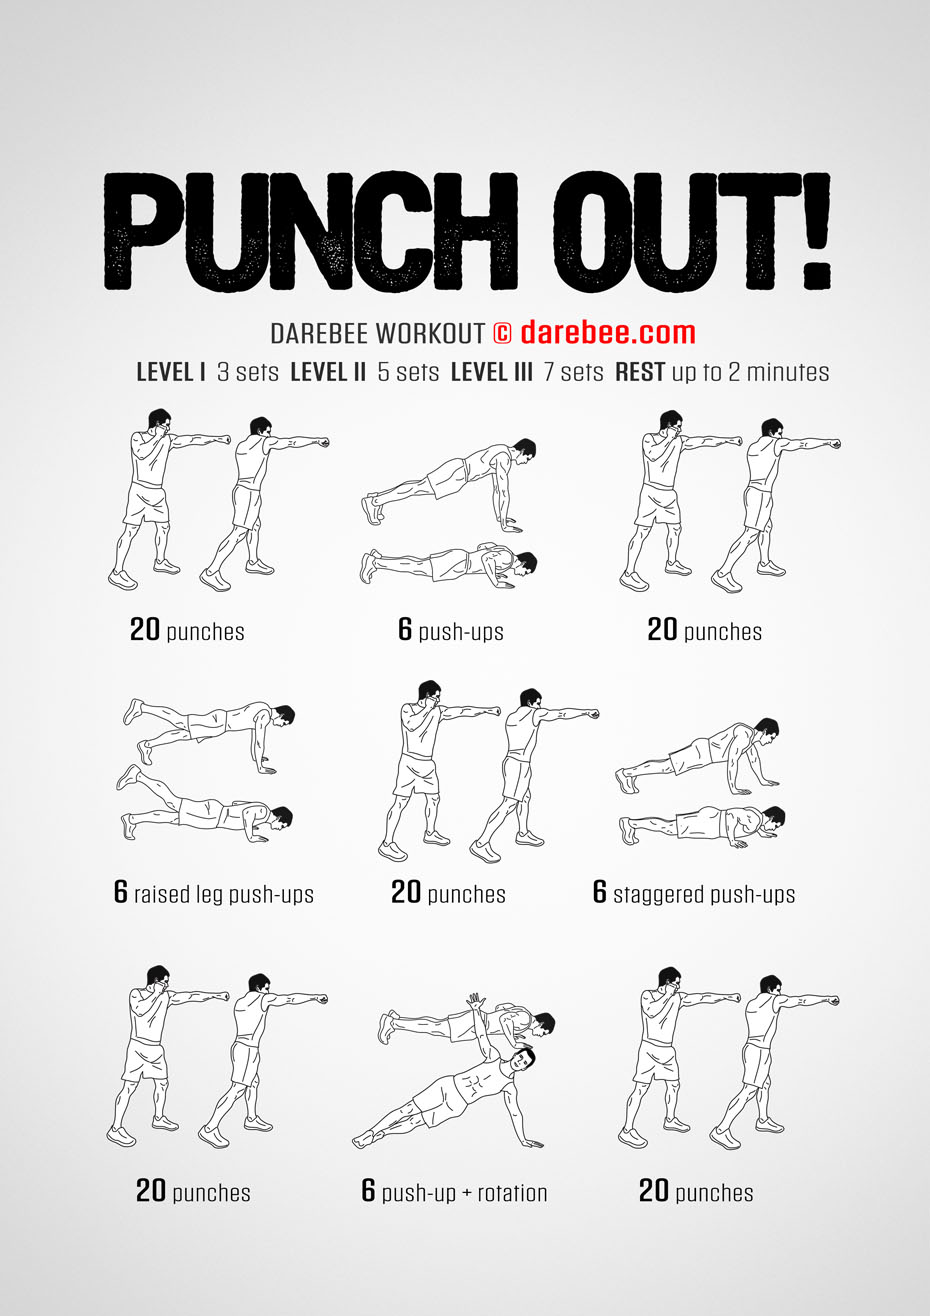 PUNCH OUT!
DAREBEE WORKOUT © darebee.com
LEVEL I 3 sets LEVEL II 5 sets LEVEL III 7 sets REST up to 2 minutes
20 punches
6 push-ups
20 punches
6 raised leg push-ups
20 punches
6 staggered push-ups
20 punches
6 push-up + rotation
20 punches